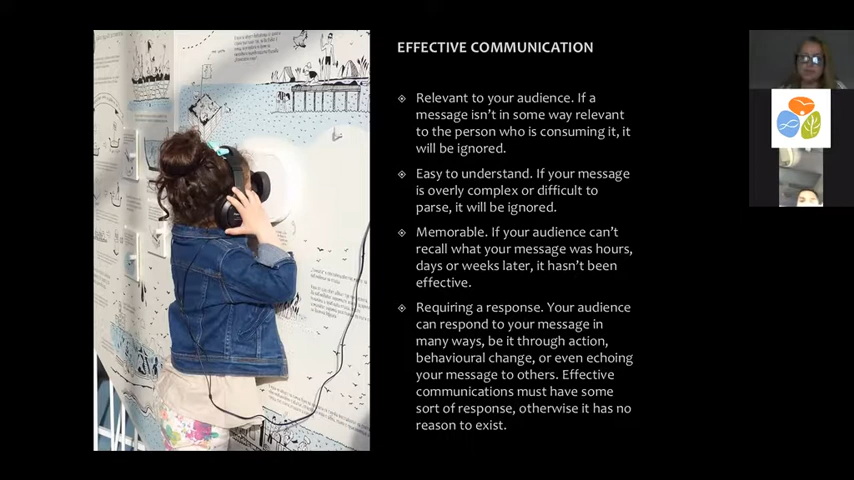 EFFECTIVE COMMUNICATION
Relevant to your audience. If a
message isn't in some way relevant
to the person who is consuming it, it
will be ignored.
Easy to understand. If your message
is overly complex or difficult to
parse, it will be ignored.
Memorable. If your audience can't
recall what your message was hours,
days or weeks later, it hasn't been
effective.
Requiring a response. Your audience
can respond to your message in
many ways, be it through action,
behavioural change, or even echoing
your message to others. Effective
communications must have some
sort of response, otherwise it has no
reason to exist.